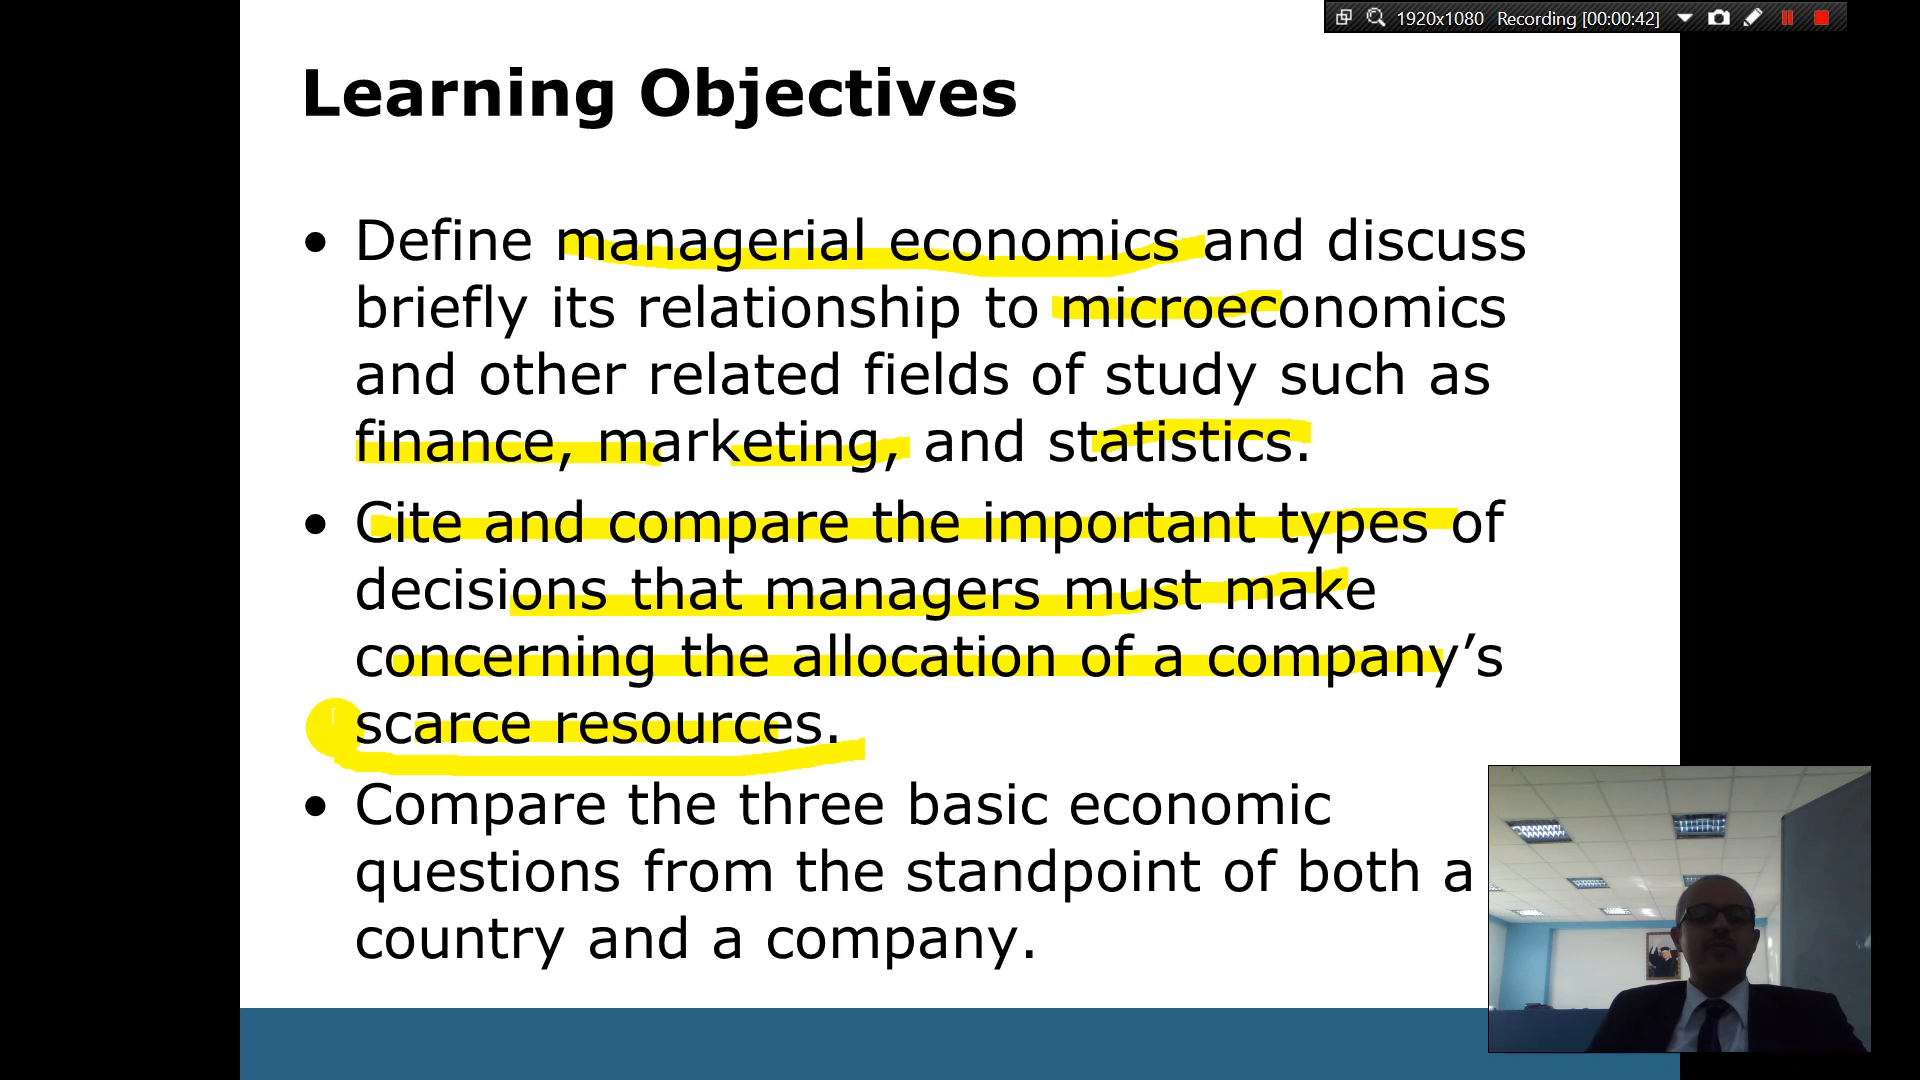 1920x1080 Recording [00:00:42]
Learning Objectives
• Define managerial economics and discuss
briefly its relationship to microeconomics
and other related fields of study such as
finance, marketing, and statistics.
• Cite and compare the important types of
decisions that managers must make
concerning the allocation of a company’s
scarce resources.
• Compare the three basic economic
questions from the standpoint of both a
country and a company.